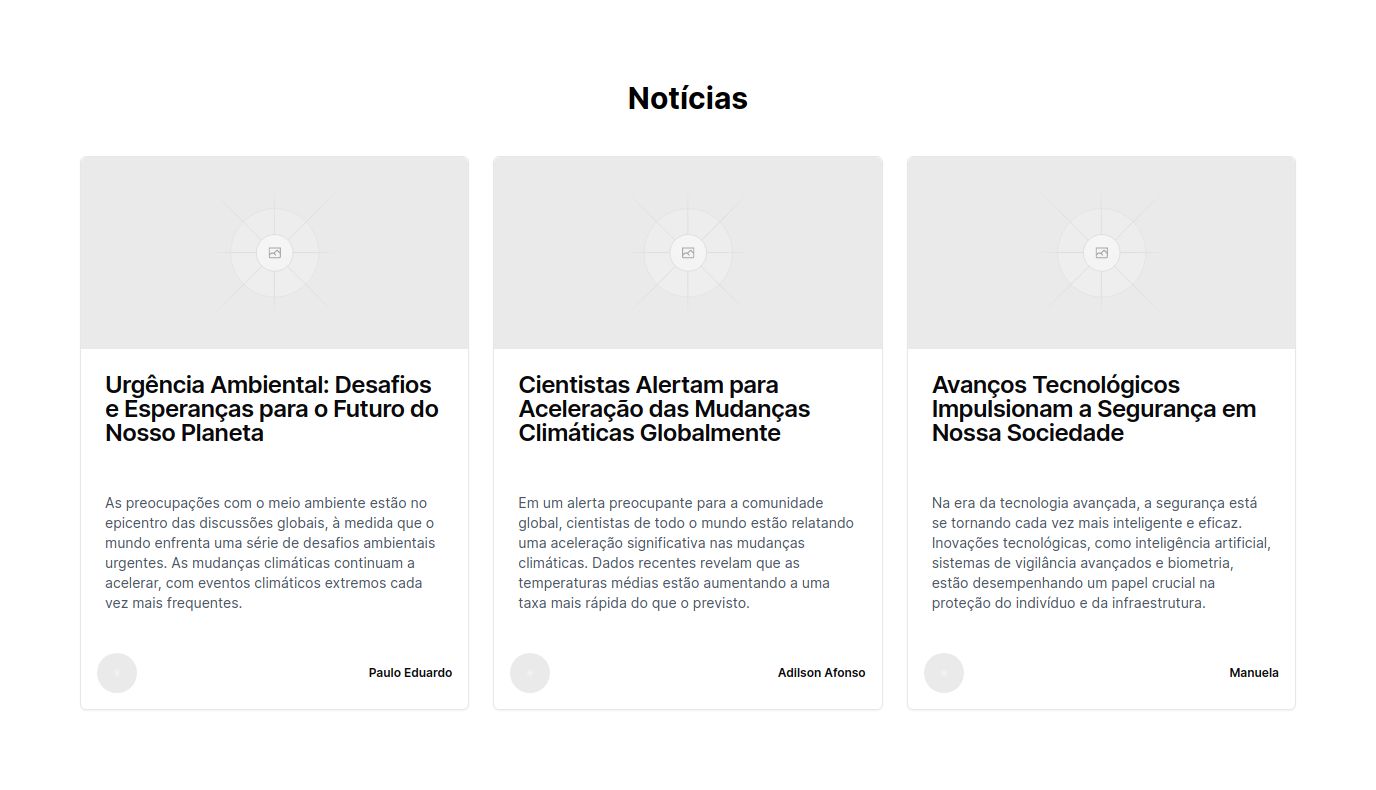 Notícias
Urgência Ambiental: Desafios
e Esperanças para o Futuro do
Nosso Planeta
As preocupações com o meio ambiente estão no
epicentro das discussões globais, à medida que o
mundo enfrenta uma série de desafios ambientais
urgentes. As mudanças climáticas continuam a
acelerar, com eventos climáticos extremos cada
vez mais frequentes.
Paulo Eduardo
Cientistas Alertam para
Aceleração das Mudanças
Climáticas Globalmente
Em um alerta preocupante para a comunidade
global, cientistas de todo o mundo estão relatando
uma aceleração significativa nas mudanças
climáticas. Dados recentes revelam que as
temperaturas médias estão aumentando a uma
taxa mais rápida do que o previsto.
Adilson Afonso
Avanços Tecnológicos
Impulsionam a Segurança em
Nossa Sociedade
Na era da tecnologia avançada, a segurança está
se tornando cada vez mais inteligente e eficaz.
Inovações tecnológicas, como inteligência artificial,
sistemas de vigilância avançados e biometria,
estão desempenhando um papel crucial na
proteção do indivíduo e da infraestrutura.
Manuela